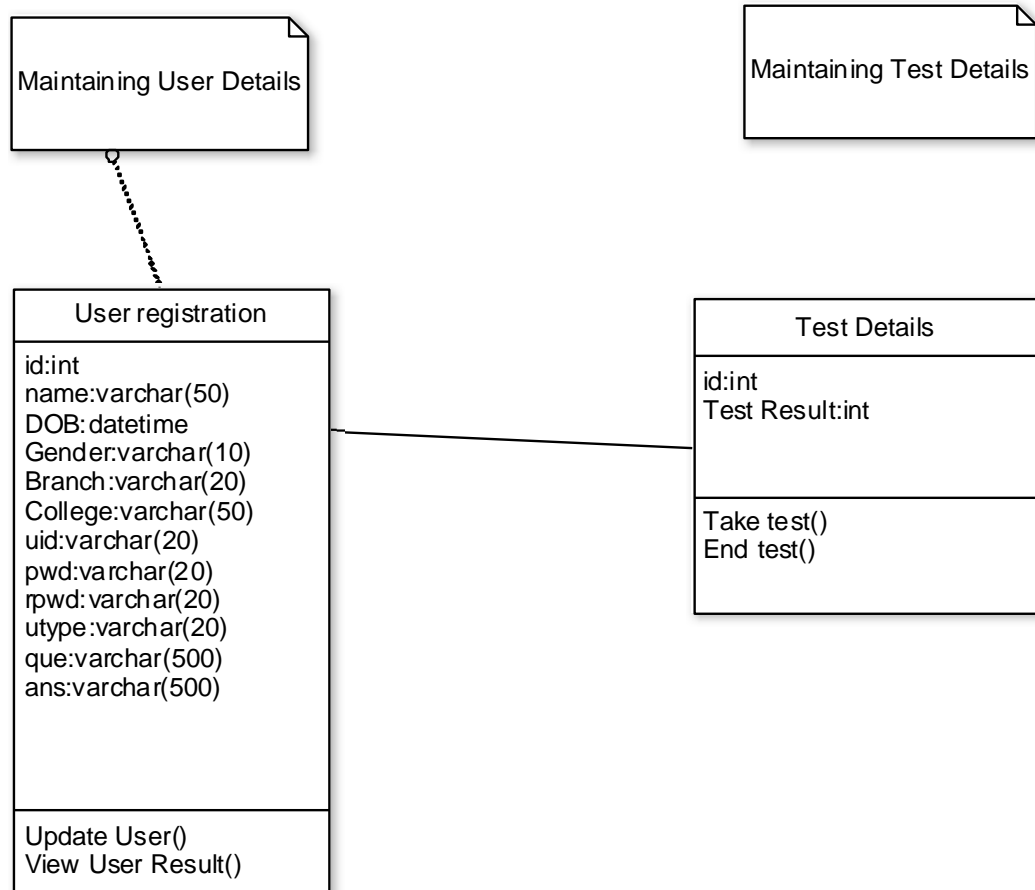 Maintaining User Details
Maintaining Test Details
User registration
id:int
name:varchar(50)
DOB:datetime
Gender:varchar(10)
Branch:varchar(20)
College:varchar(50)
uid:varchar(20)
pwd:varchar(20)
rpwd:varchar(20)
utype:varchar(20)
que:varchar(500)
ans:varchar(500)
Update User()
View User Result()
Test Details
id:int
Test Result:int
Take test()
End test()